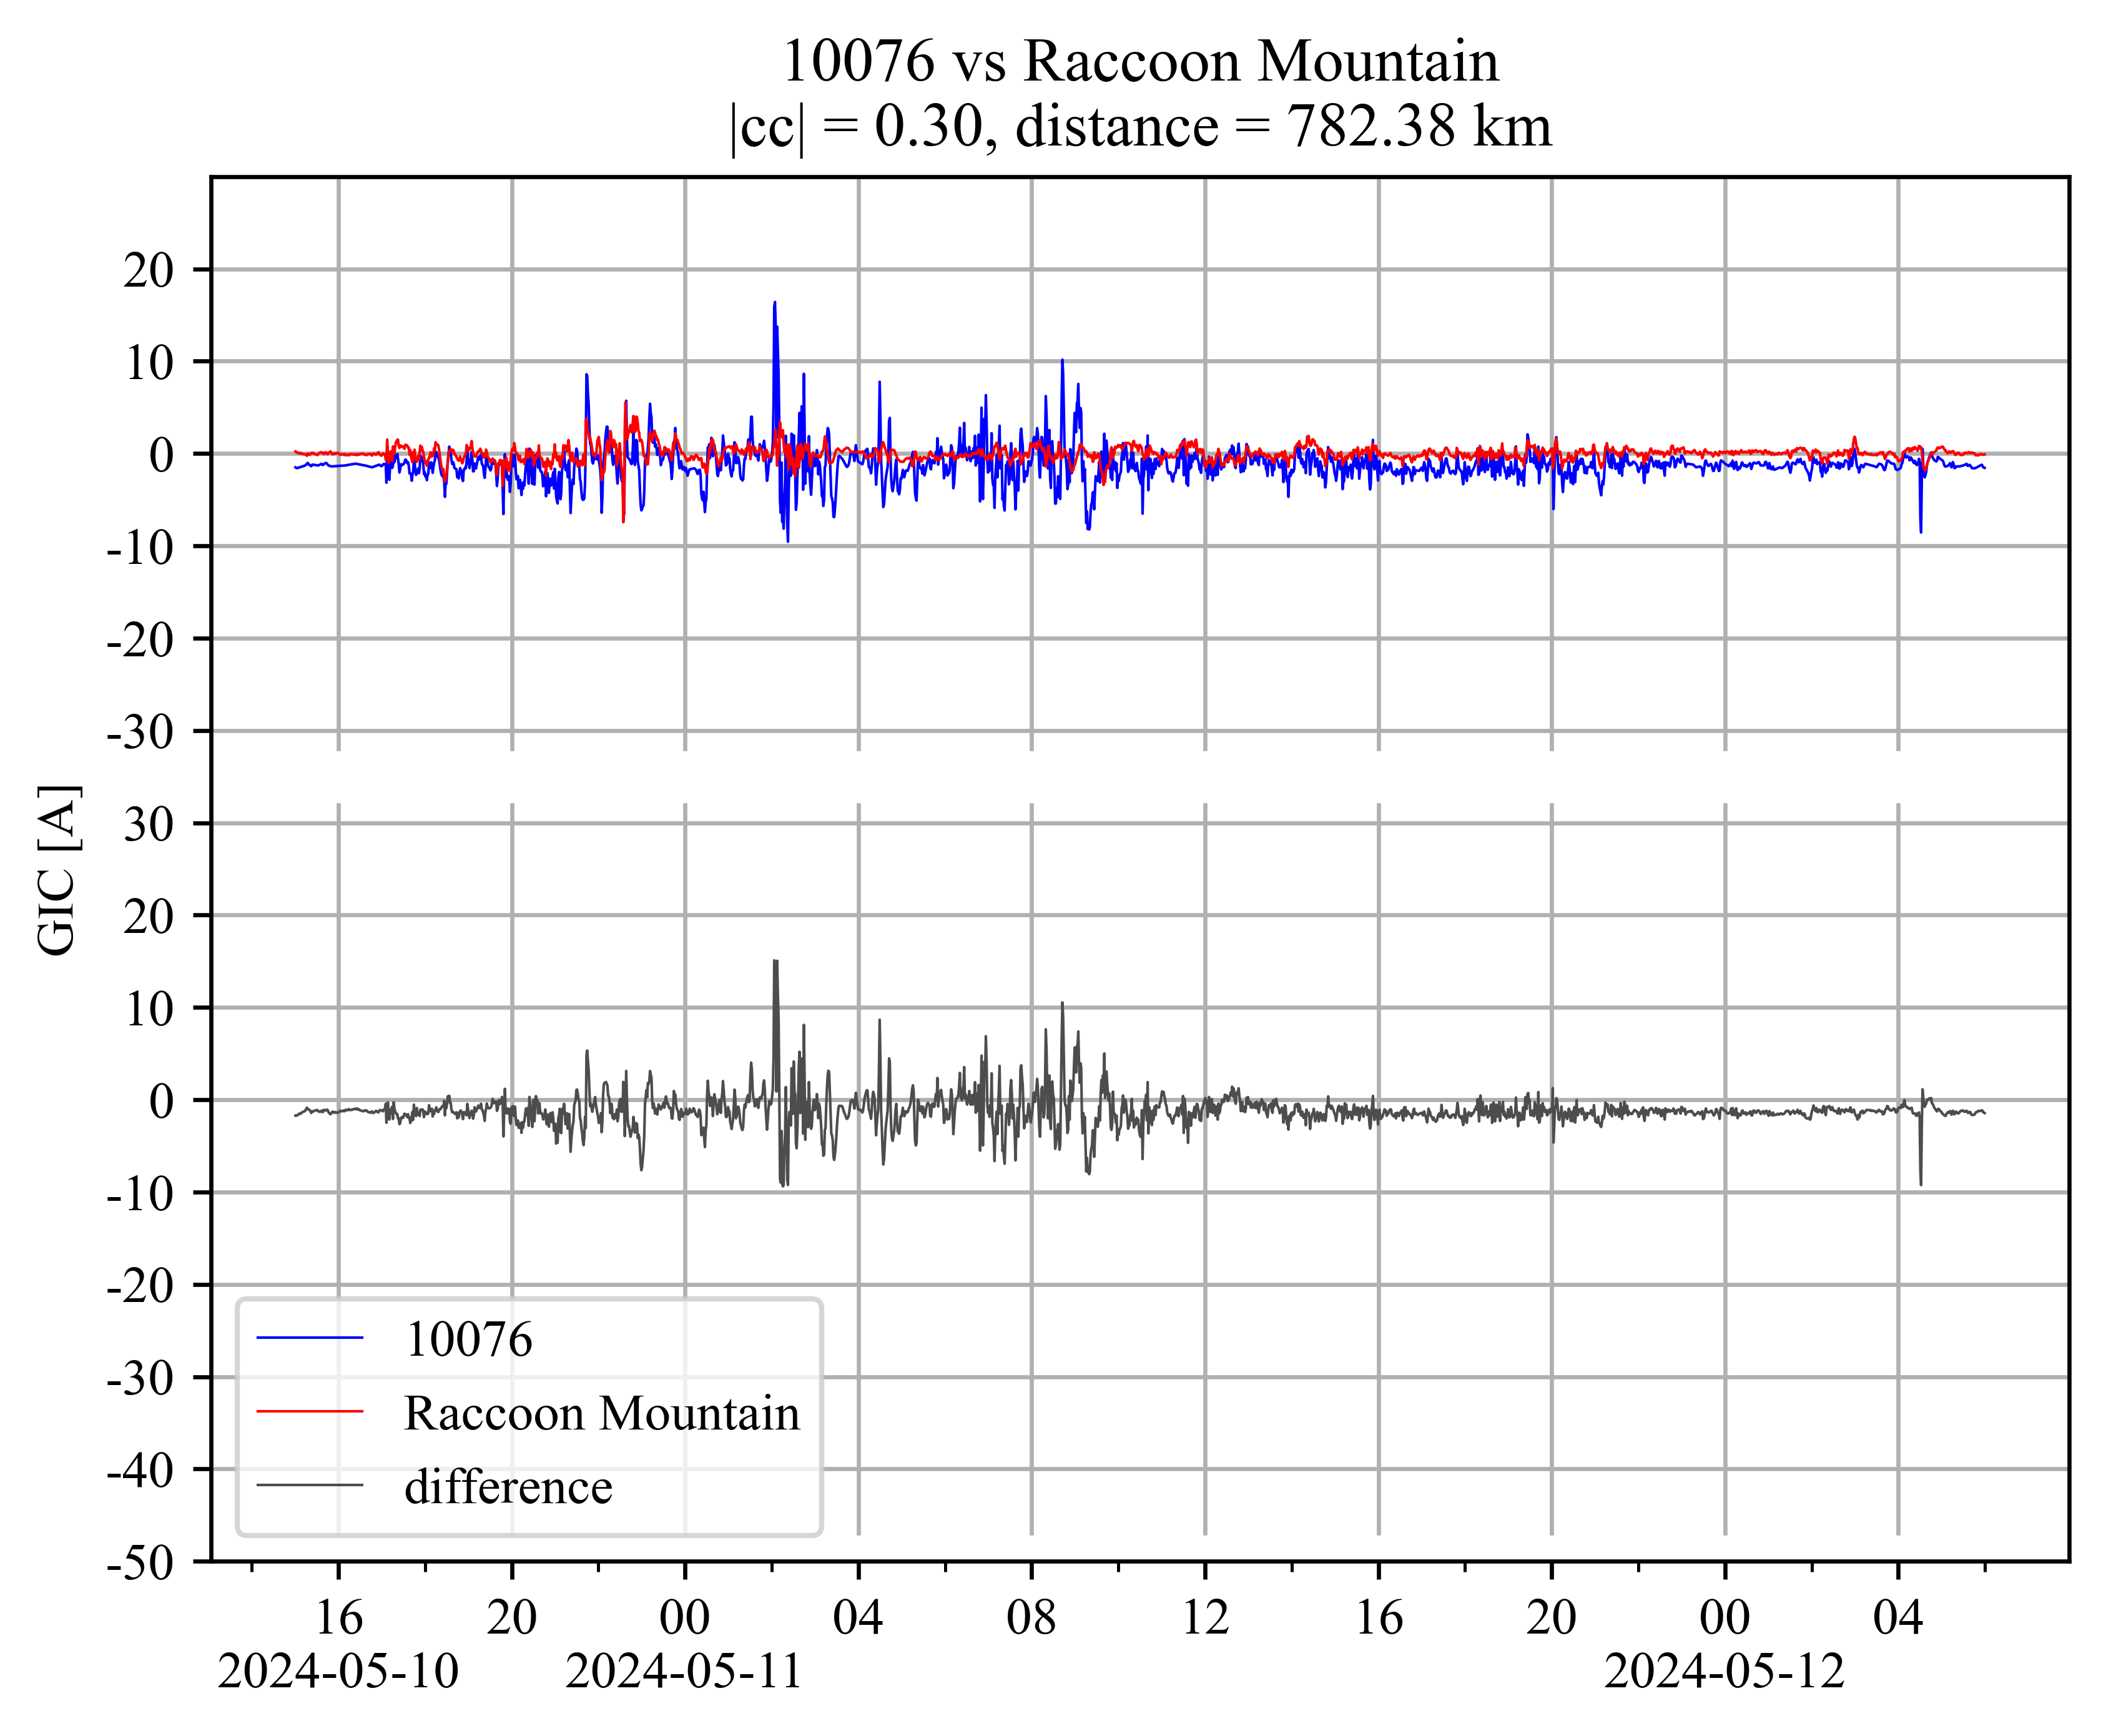 10076 vs Raccoon Mountain
|cc| = 0.30, distance = 782.38 km
GIC [A]
20
10
0
-10
-20
-30
30
20
10
0
-10
-20
-30
-40
-50
10076
Raccoon Mountain
difference
16 20 00 04 08 12 16 20 00 04
2024-05-10 2024-05-11 2024-05-12